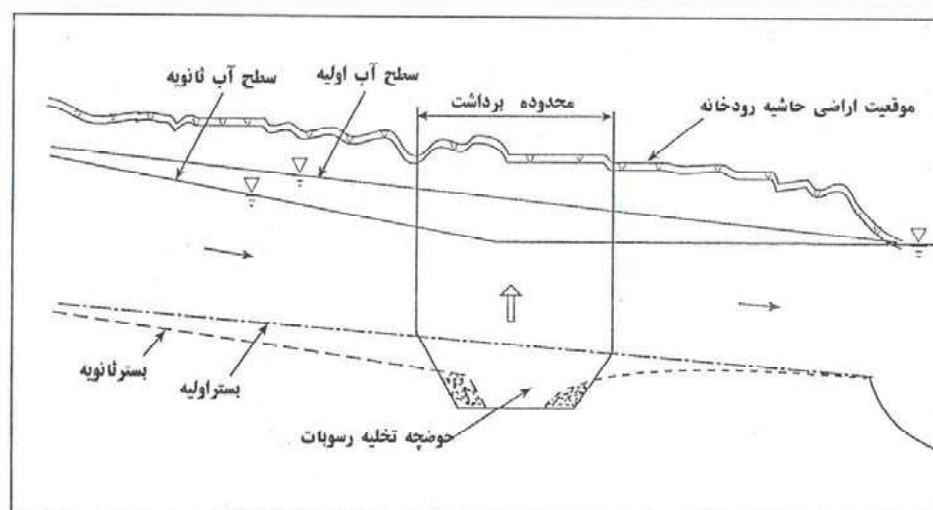 سطح آب اولیه
سطح آب ثانویه
محدوده برداشت
موقعیت اراضی حاشیه رودخانه
بستر ثانویه
بستر اولیه
حوضچه تخلیه رسوبات